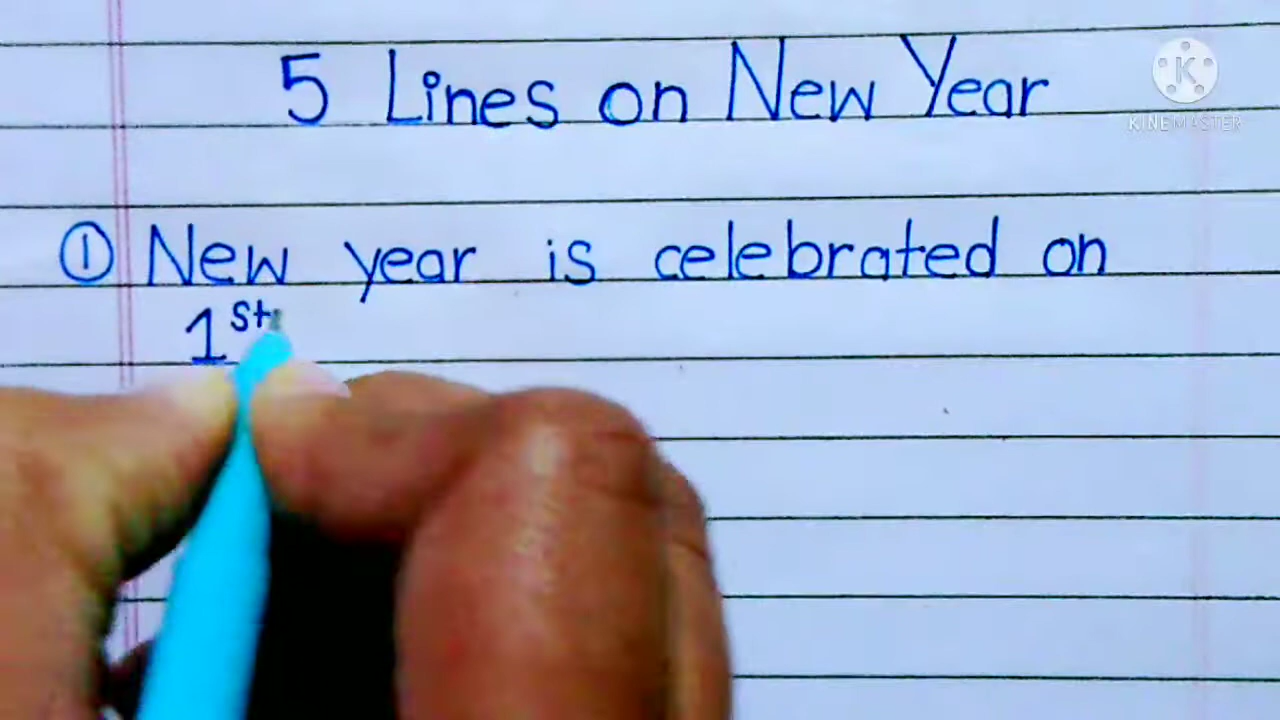 5 Lines on New Year
K
KINEMASTER
① New year is celebrated on
1st